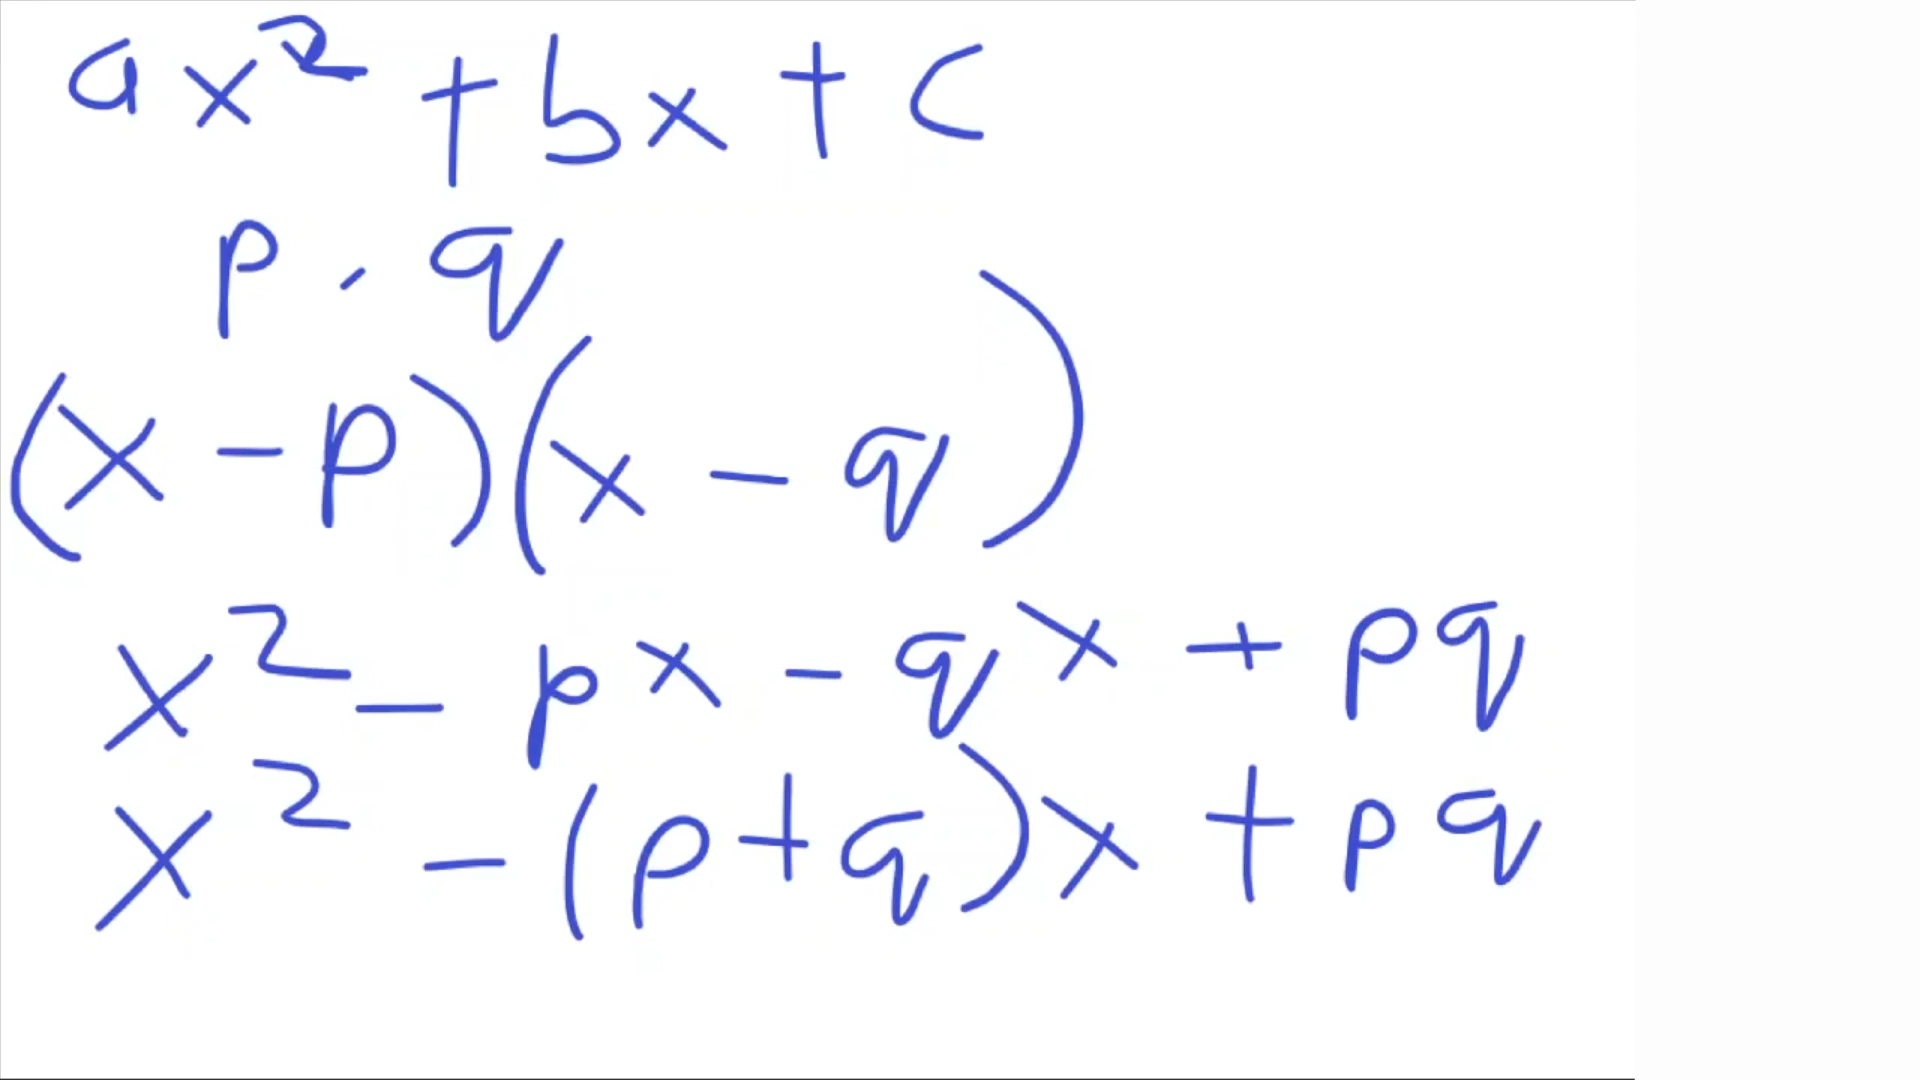 ax² + bx + c
p · q
(x - p)(x - q)
x² - px - qx + pq
x² - (p+q)x + pq